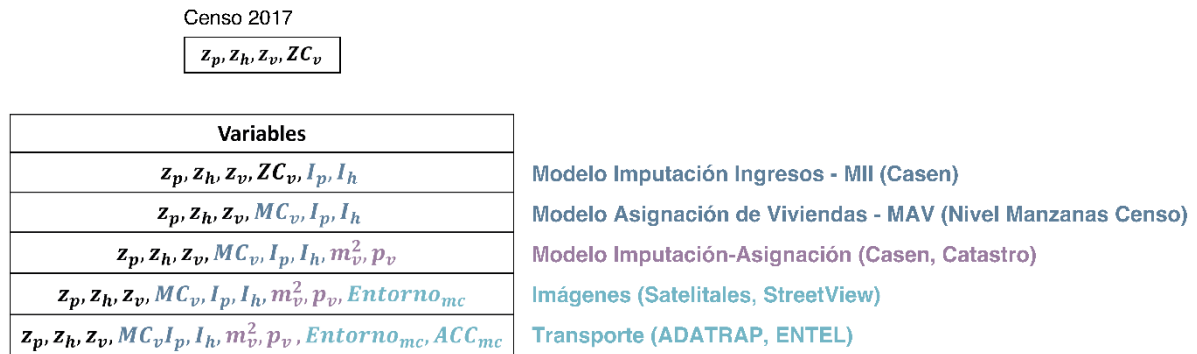 Censo 2017
z_p, z_h, z_v, ZC_v
Variables
z_p, z_h, z_v, ZC_v, I_p, I_h Modelo Imputación Ingresos - MII (Casen)
z_p, z_h, z_v, MC_v, I_p, I_h Modelo Asignación de Viviendas - MAV (Nivel Manzanas Censo)
z_p, z_h, z_v, MC_v, I_p, I_h, m_v^2, p_v Modelo Imputación-Asignación (Casen, Catastro)
z_p, z_h, z_v, MC_v, I_p, I_h, m_v^2, p_v, Entorno_mc Imágenes (Satelitales, StreetView)
z_p, z_h, z_v, MC_vI_p, I_h, m_v^2, p_v, Entorno_mc, ACC_mc Transporte (ADATRAP, ENTEL)